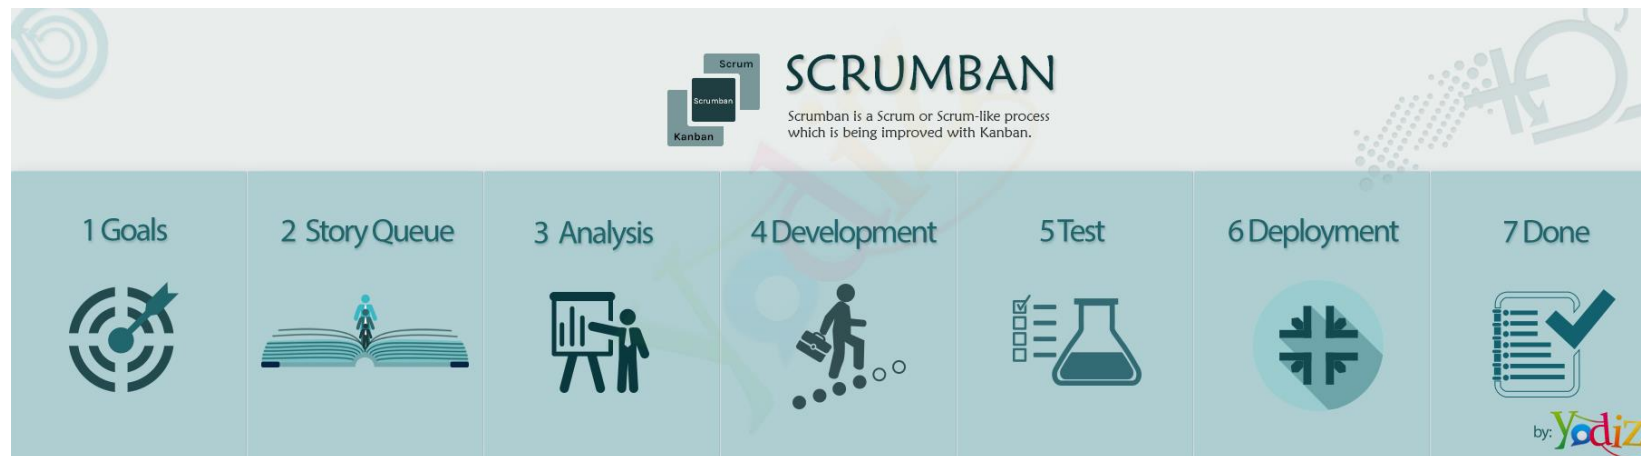 Scrum
Scrumban
Kanban
SCRUMBAN
Scrumban is a Scrum or Scrum-like process
which is being improved with Kanban.
1 Goals
2 Story Queue
3 Analysis
4 Development
5 Test
6 Deployment
7 Done
Yodiz
by: Yodiz